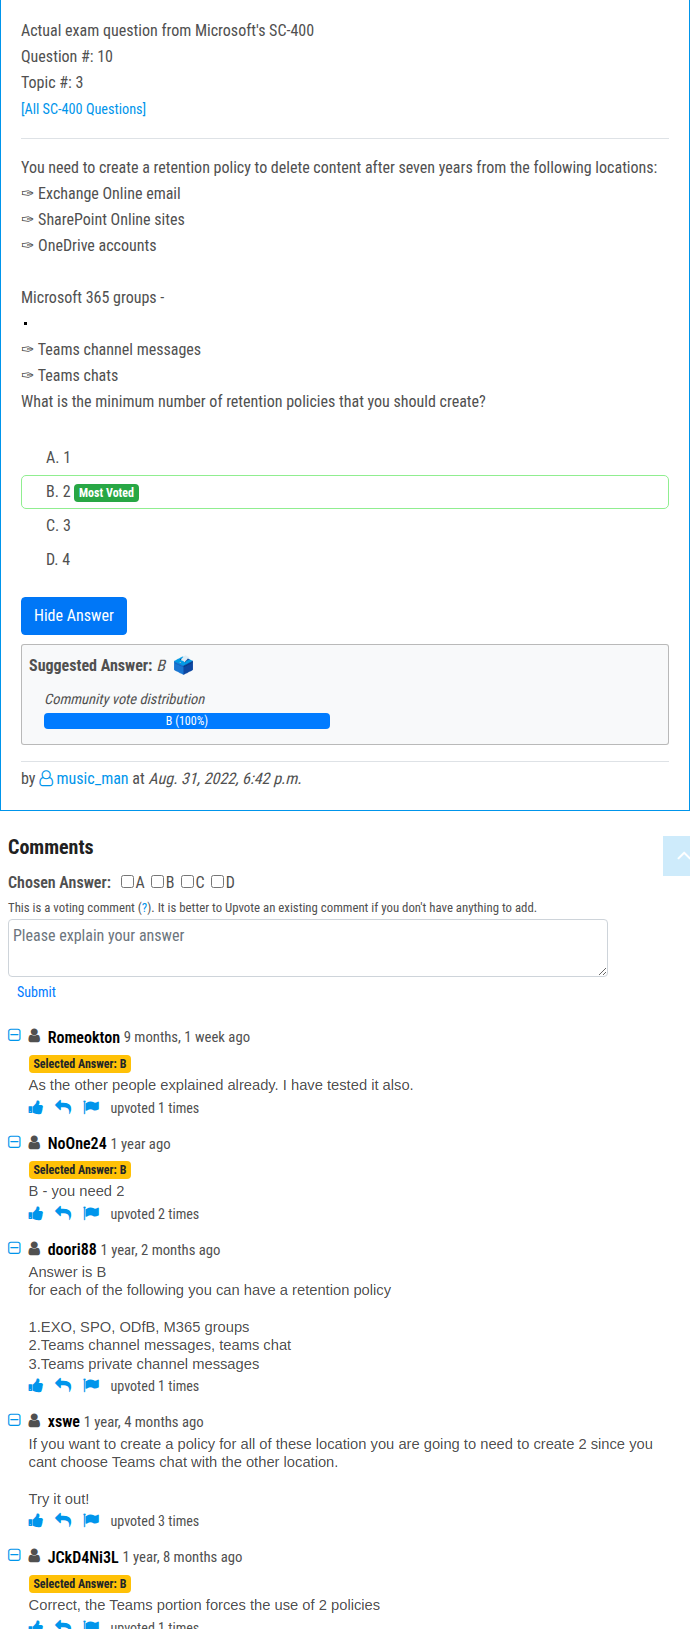 Actual exam question from Microsoft's SC-400
Question #: 10
Topic #: 3
[All SC-400 Questions]
You need to create a retention policy to delete content after seven years from the following locations:
✑ Exchange Online email
✑ SharePoint Online sites
✑ OneDrive accounts
Microsoft 365 groups -
▪
✑ Teams channel messages
✑ Teams chats
What is the minimum number of retention policies that you should create?
A. 1
B. 2 Most Voted
C. 3
D. 4
Hide Answer
Suggested Answer: B
Community vote distribution
B (100%)
by music_man at Aug. 31, 2022, 6:42 p.m.
Comments
Chosen Answer: A B C D
This is a voting comment (?). It is better to Upvote an existing comment if you don't have anything to add.
Please explain your answer
Submit
Romeokton 9 months, 1 week ago
Selected Answer: B
As the other people explained already. I have tested it also.
upvoted 1 times
NoOne24 1 year ago
Selected Answer: B
B - you need 2
upvoted 2 times
doori88 1 year, 2 months ago
Answer is B
for each of the following you can have a retention policy
1.EXO, SPO, ODfB, M365 groups
2.Teams channel messages, teams chat
3.Teams private channel messages
upvoted 1 times
xswe 1 year, 4 months ago
If you want to create a policy for all of these location you are going to need to create 2 since you
cant choose Teams chat with the other location.
Try it out!
upvoted 3 times
JCkD4Ni3L 1 year, 8 months ago
Selected Answer: B
Correct, the Teams portion forces the use of 2 policies
upvoted 1 times